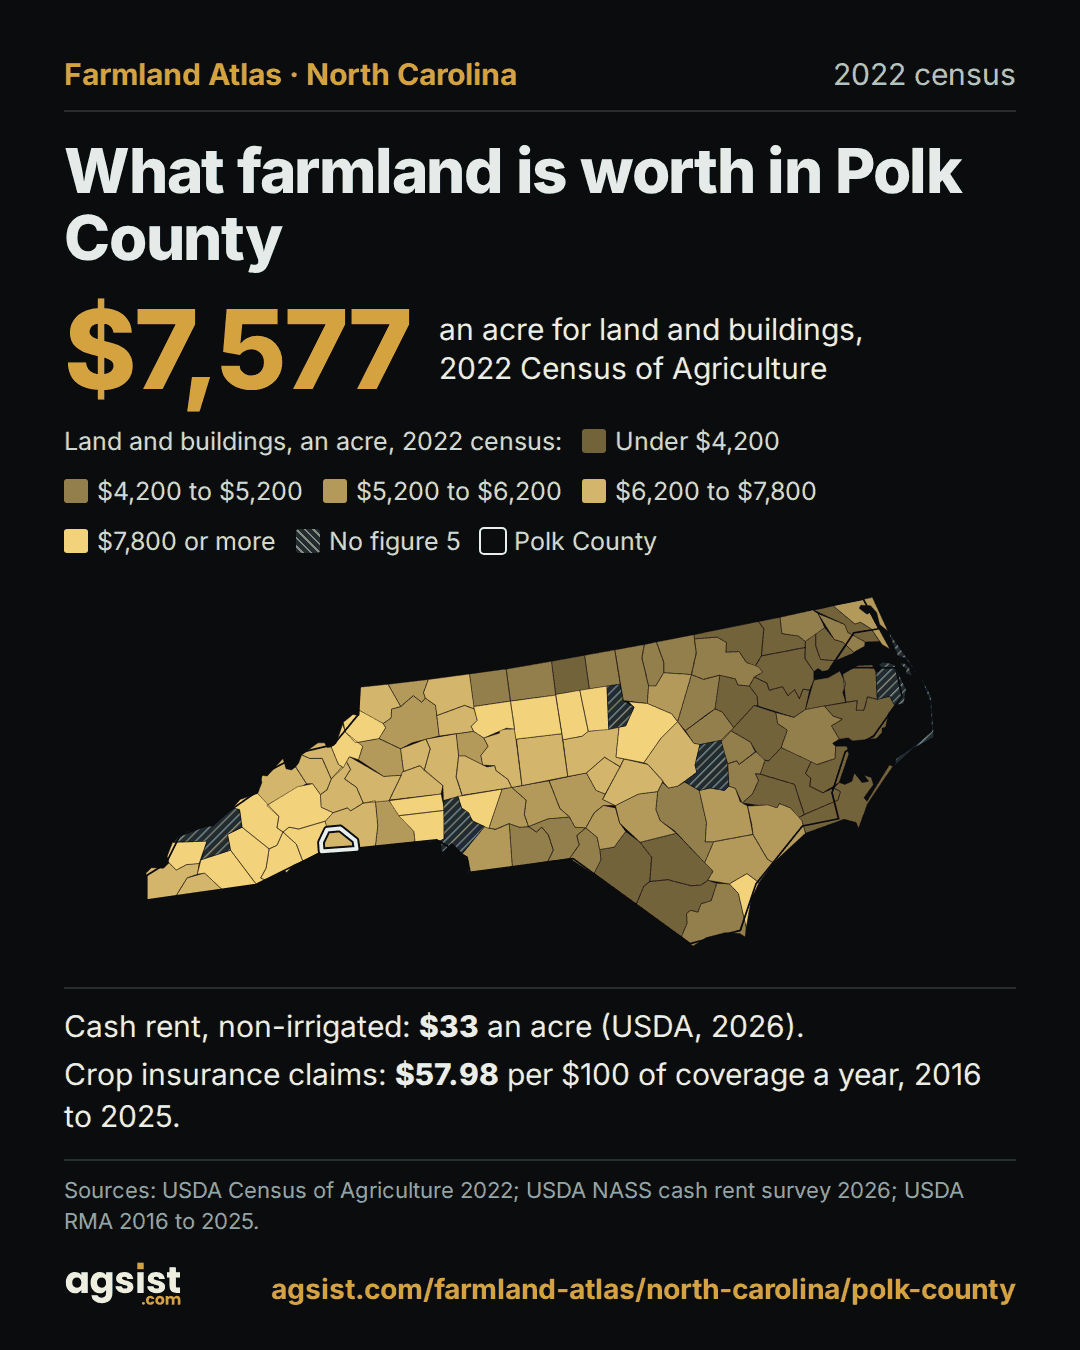 Farmland Atlas · North Carolina
2022 census
What farmland is worth in Polk
County
$7,577
an acre for land and buildings,
2022 Census of Agriculture
Land and buildings, an acre, 2022 census: Under $4,200
$4,200 to $5,200 $5,200 to $6,200 $6,200 to $7,800
$7,800 or more No figure 5 Polk County
Cash rent, non-irrigated: $33 an acre (USDA, 2026).
Crop insurance claims: $57.98 per $100 of coverage a year, 2016
to 2025.
Sources: USDA Census of Agriculture 2022; USDA NASS cash rent survey 2026; USDA
RMA 2016 to 2025.
agsist
.com
agsist.com/farmland-atlas/north-carolina/polk-county